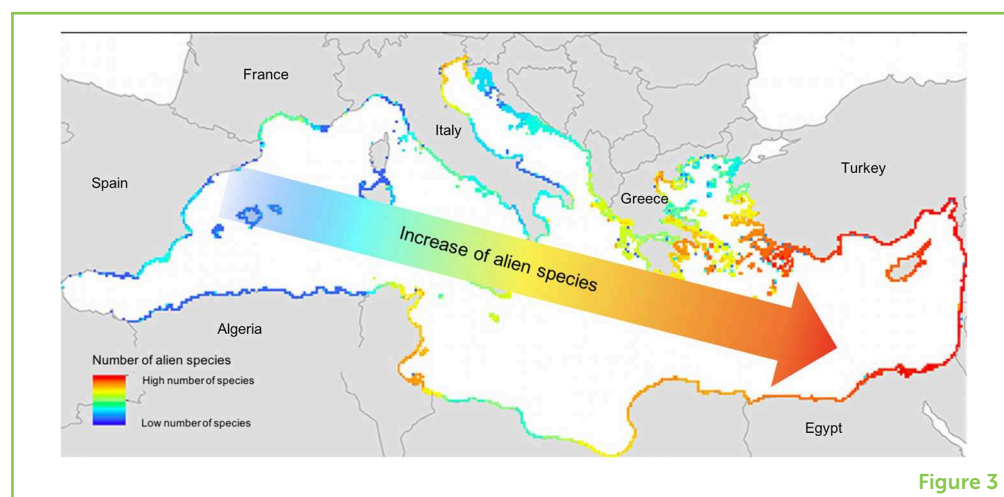 France
Italy
Spain
Greece
Turkey
Increase of alien species
Algeria
Number of alien species
High number of species
Low number of species
Egypt
Figure 3